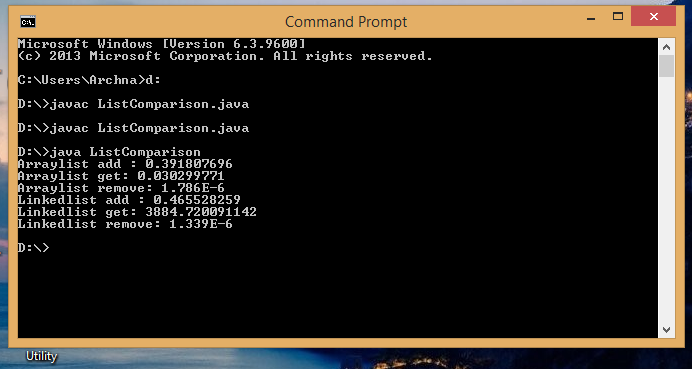 Command Prompt
Microsoft Windows [Version 6.3.9600]
(c) 2013 Microsoft Corporation. All rights reserved.
C:\Users\Archna>d:
D:\>javac ListComparison.java
D:\>javac ListComparison.java
D:\>java ListComparison
Arraylist add : 0.391807696
Arraylist get: 0.030299771
Arraylist remove: 1.786E-6
Linkedlist add : 0.465528259
Linkedlist get: 3884.720091142
Linkedlist remove: 1.339E-6
D:\>
Utility